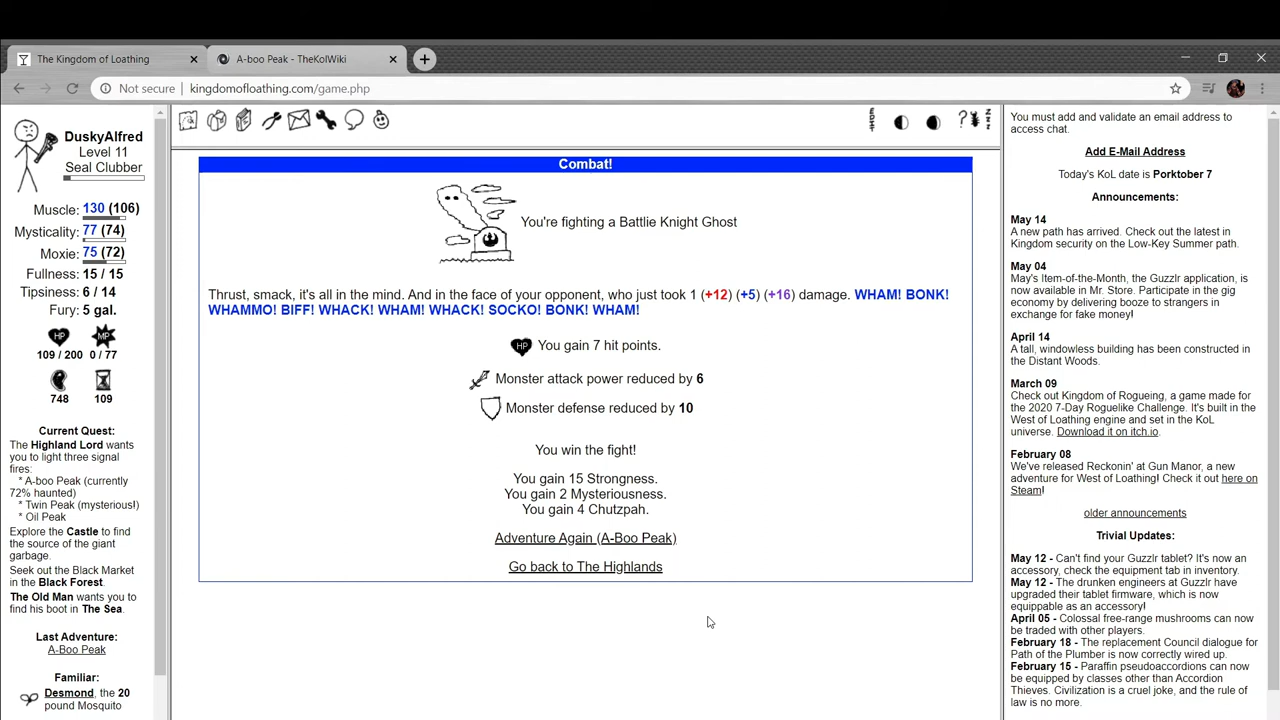 The Kingdom of Loathing
A-boo Peak - TheKolWiki
Not secure
kingdomofloathing.com/game.php
DuskyAlfred
Level 11
Seal Clubber
Muscle: 130 (106)
Mysticality: 77 (74)
Moxie: 75 (72)
Fullness: 15 / 15
Tipsiness: 6 / 14
Fury: 5 gal.
HP
MP
109 / 200
0 / 77
748
109
Current Quest:
The Highland Lord wants
you to light three signal
fires:
* A-boo Peak (currently
72% haunted)
* Twin Peak (mysterious!)
* Oil Peak
Explore the Castle to find
the source of the giant
garbage.
Seek out the Black Market
in the Black Forest.
The Old Man wants you to
find his boot in The Sea.
Last Adventure:
A-Boo Peak
Familiar:
Desmond, the 20
pound Mosquito
Combat!
You're fighting a Battlie Knight Ghost
Thrust, smack, it's all in the mind. And in the face of your opponent, who just took 1 (+12) (+5) (+16) damage. WHAM! BONK!
WHAMMO! BIFF! WHACK! WHAM! WHACK! SOCKO! BONK! WHAM!
HP
You gain 7 hit points.
Monster attack power reduced by 6
Monster defense reduced by 10
You win the fight!
You gain 15 Strongness.
You gain 2 Mysteriousness.
You gain 4 Chutzpah.
Adventure Again (A-Boo Peak)
Go back to The Highlands
You must add and validate an email address to
access chat.
Add E-Mail Address
Today's KoL date is Porktober 7
Announcements:
May 14
A new path has arrived. Check out the latest in
Kingdom security on the Low-Key Summer path.
May 04
May's Item-of-the-Month, the Guzzlr application, is
now available in Mr. Store. Participate in the gig
economy by delivering booze to strangers in
exchange for fake money!
April 14
A tall, windowless building has been constructed in
the Distant Woods.
March 09
Check out Kingdom of Rogueing, a game made for
the 2020 7-Day Roguelike Challenge. It's built in the
West of Loathing engine and set in the KoL
universe. Download it on itch.io.
February 08
We've released Reckonin' at Gun Manor, a new
adventure for West of Loathing! Check it out here on
Steam!
older announcements
Trivial Updates:
May 12 - Can't find your Guzzlr tablet? It's now an
accessory, check the equipment tab in inventory.
May 12 - The drunken engineers at Guzzlr have
upgraded their tablet firmware, which is now
equippable as an accessory!
April 05 - Colossal free-range mushrooms can now
be traded with other players.
February 18 - The replacement Council dialogue for
Path of the Plumber is now correctly wired up.
February 15 - Paraffin pseudoaccordions can now
be equipped by classes other than Accordion
Thieves. Civilization is a cruel joke, and the rule of
law is no more.